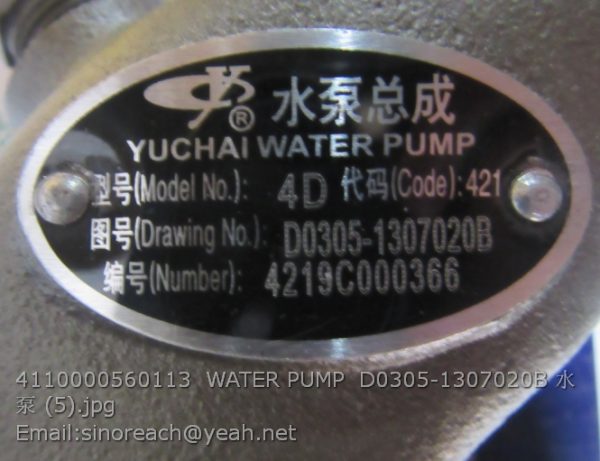 ® 水泵总成
YUCHAI WATER PUMP
型号(Model No.): 4D 代码(Code): 421
图号(Drawing No.): D0305-1307020B
编号(Number): 4219C000366
4110000560113 WATER PUMP D0305-1307020B 水
泵 (5).jpg
Email:sinoreach@yeah.net